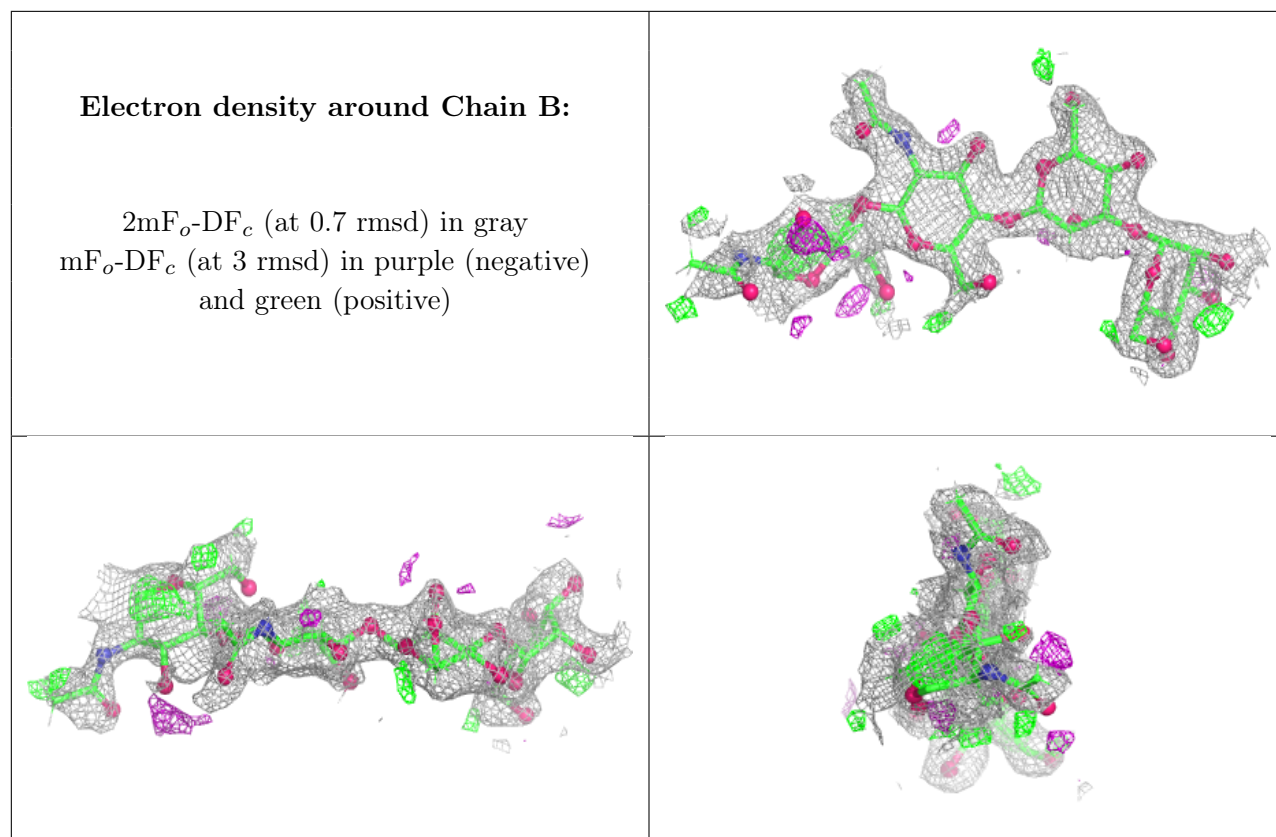 Electron density around Chain B:
2mFₒ-DF𝒸 (at 0.7 rmsd) in gray
mFₒ-DF𝒸 (at 3 rmsd) in purple (negative)
and green (positive)